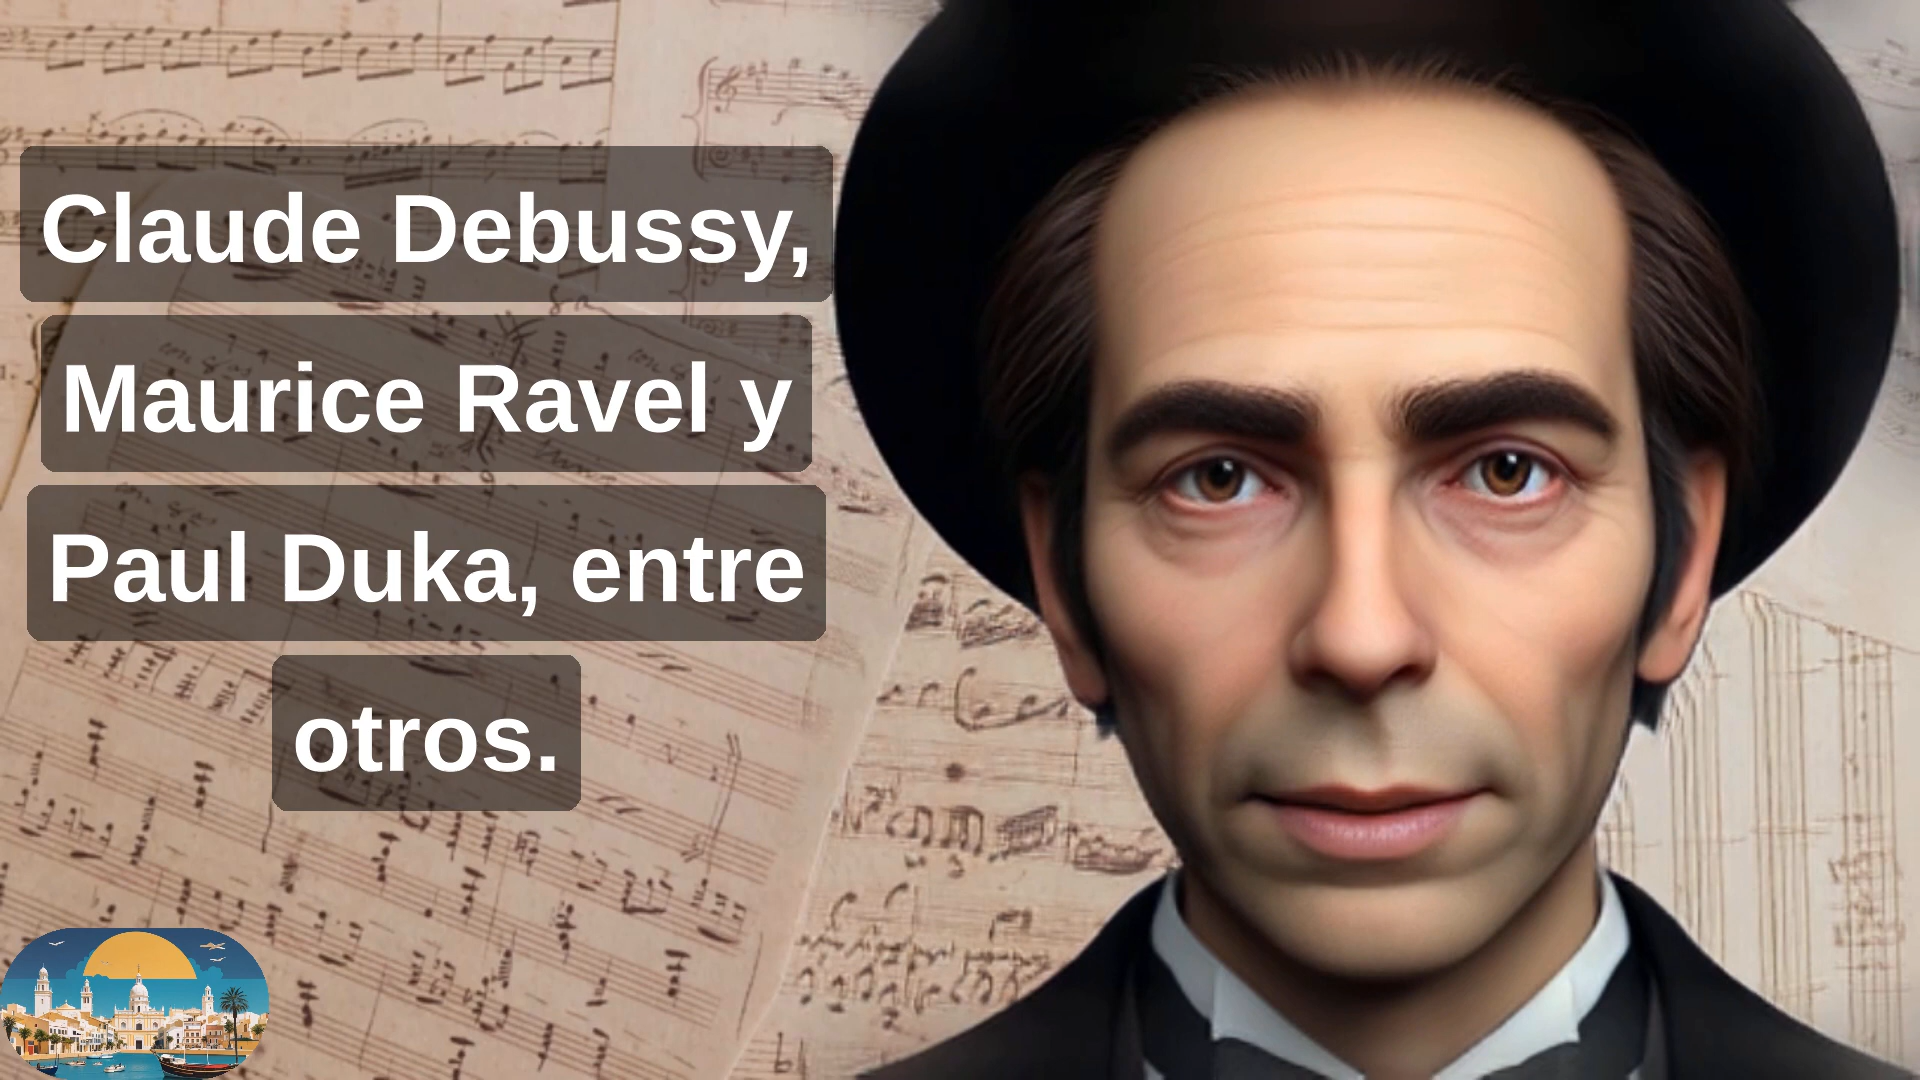 Claude Debussy,
Maurice Ravel y
Paul Duka, entre
otros.